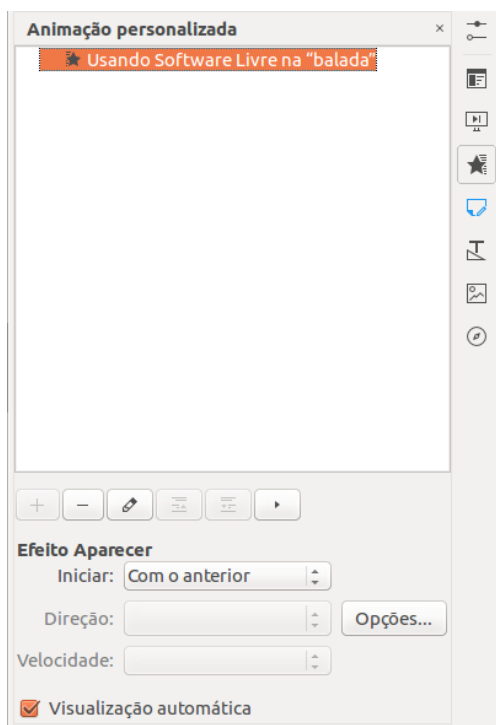 Animação personalizada
Usando Software Livre na “balada”
Efeito Aparecer
Iniciar: Com o anterior
Direção: Opções...
Velocidade:
Visualização automática